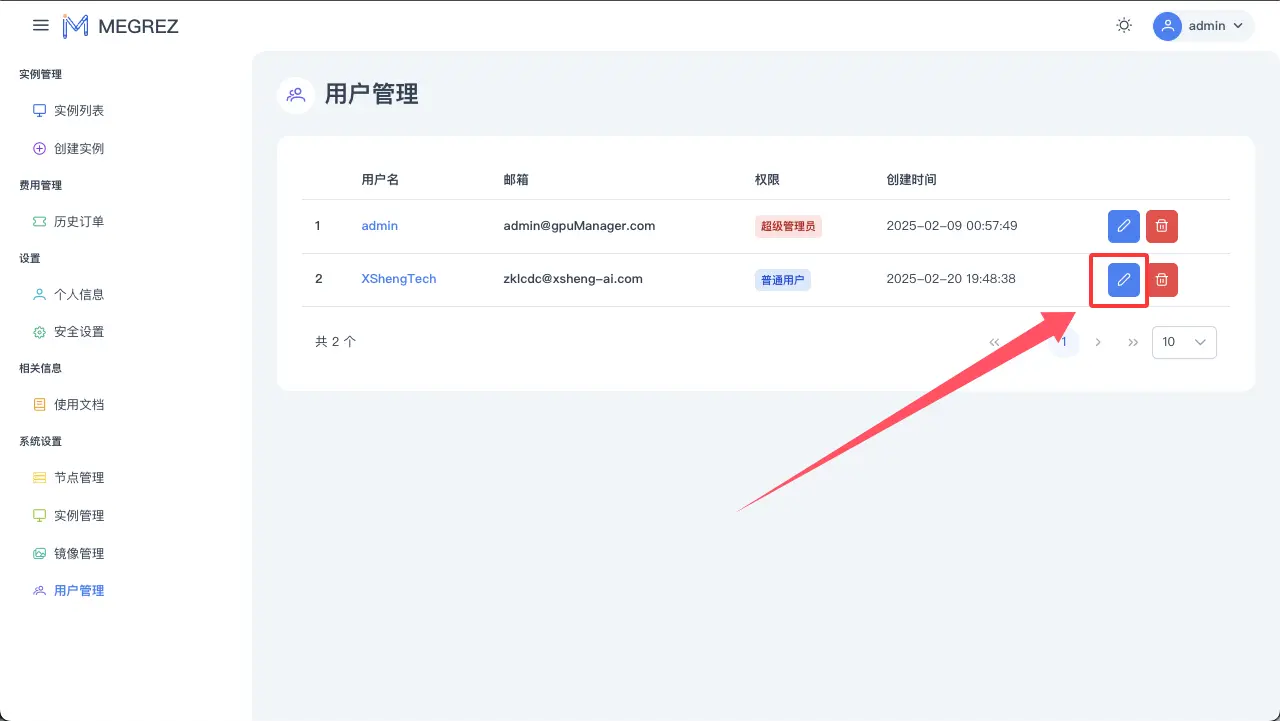 MEGREZ
admin
实例管理
实例列表
创建实例
费用管理
历史订单
设置
个人信息
安全设置
相关信息
使用文档
系统设置
节点管理
实例管理
镜像管理
用户管理
用户管理
用户名 邮箱 权限 创建时间
1 admin admin@gpuManager.com 超级管理员 2025-02-09 00:57:49
2 XShengTech zklcdc@xsheng-ai.com 普通用户 2025-02-20 19:48:38
共 2 个 « 1 › » 10